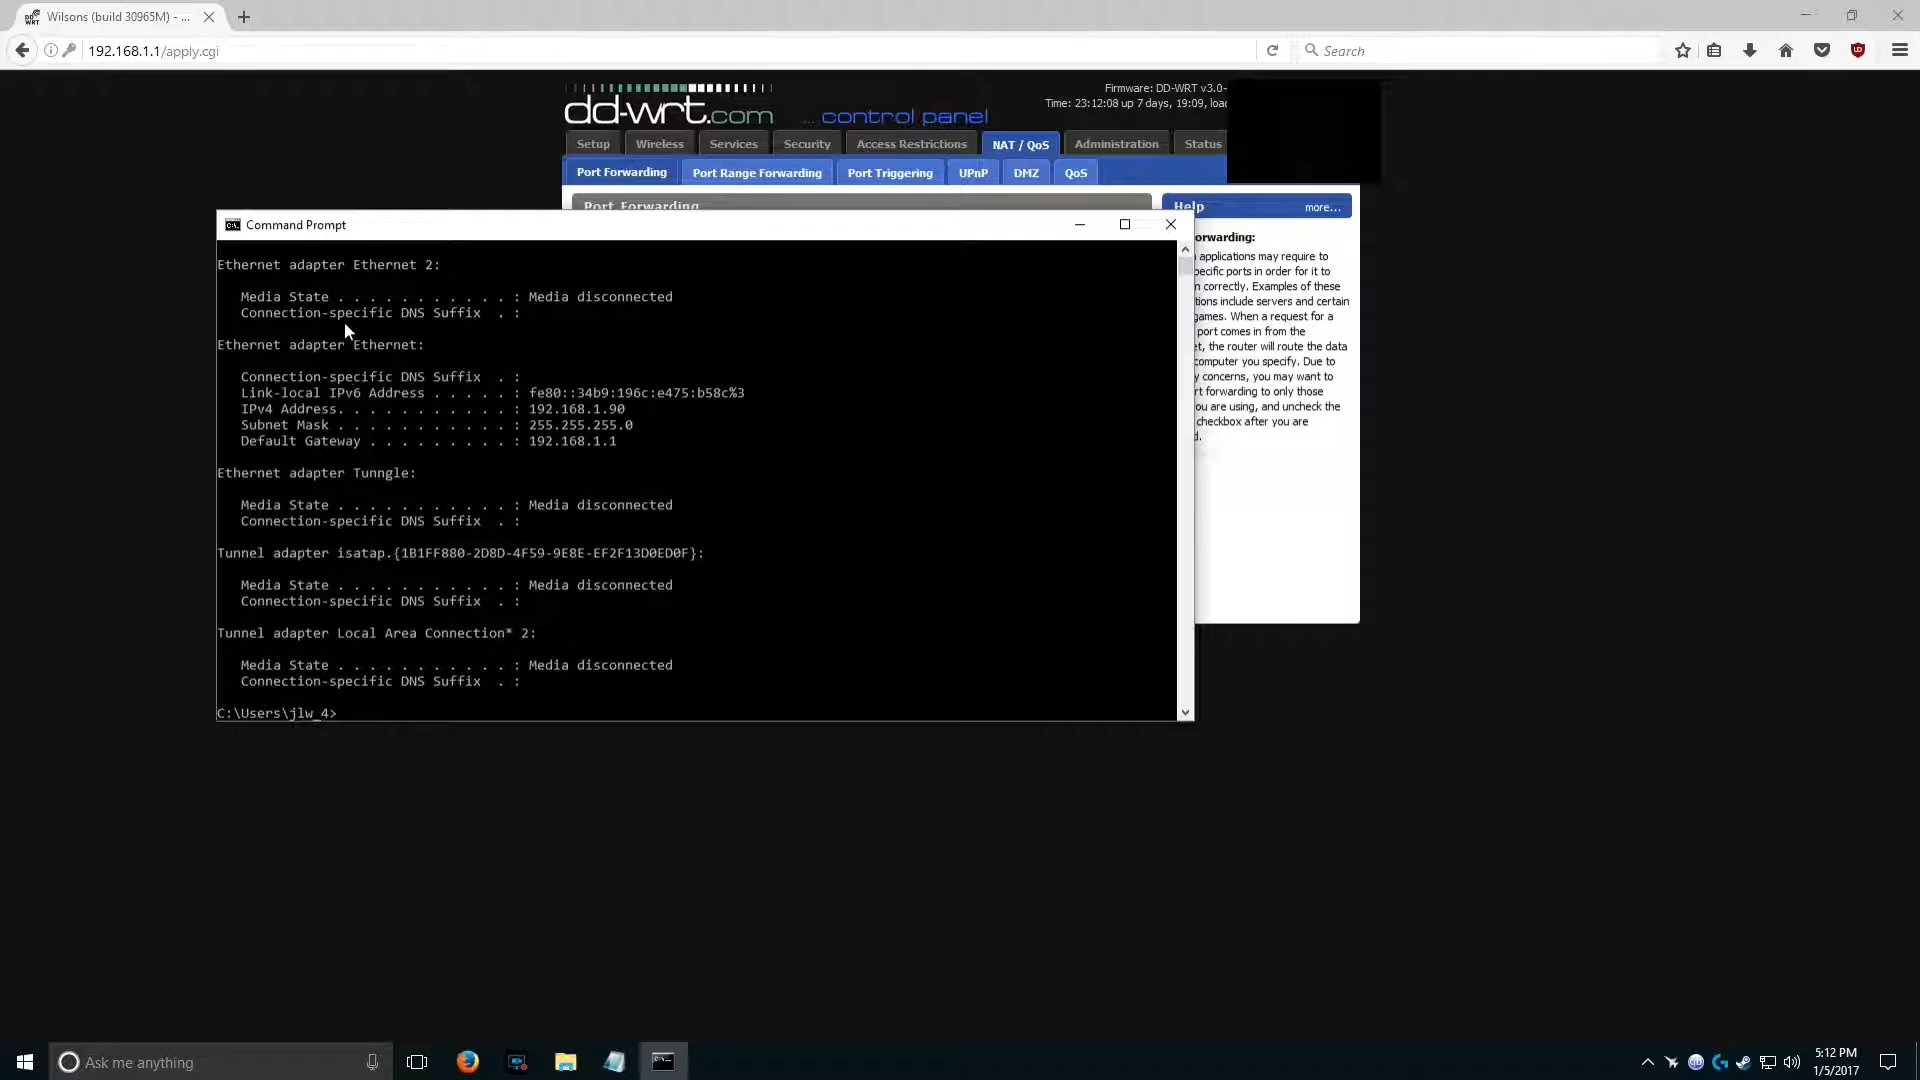 Wilsons (build 30965M) - ...
192.168.1.1/apply.cgi
Search
dd-wrt.com
... control panel
Firmware: DD-WRT v3.0-
Time: 23:12:08 up 7 days, 19:09, load
Setup
Wireless
Services
Security
Access Restrictions
NAT / QoS
Administration
Status
Port Forwarding
Port Range Forwarding
Port Triggering
UPnP
DMZ
QoS
Port Forwarding
Help
more...
Command Prompt
Ethernet adapter Ethernet 2:
Media State . . . . . . . . . . . : Media disconnected
Connection-specific DNS Suffix  . :
Ethernet adapter Ethernet:
Connection-specific DNS Suffix  . :
Link-local IPv6 Address . . . . . : fe80::34b9:196c:e475:b58c%3
IPv4 Address. . . . . . . . . . . : 192.168.1.90
Subnet Mask . . . . . . . . . . . : 255.255.255.0
Default Gateway . . . . . . . . . : 192.168.1.1
Ethernet adapter Tunngle:
Media State . . . . . . . . . . . : Media disconnected
Connection-specific DNS Suffix  . :
Tunnel adapter isatap.{1B1FF880-2D8D-4F59-9E8E-EF2F13D0ED0F}:
Media State . . . . . . . . . . . : Media disconnected
Connection-specific DNS Suffix  . :
Tunnel adapter Local Area Connection* 2:
Media State . . . . . . . . . . . : Media disconnected
Connection-specific DNS Suffix  . :
C:\Users\jlw_4>
orwarding:
applications may require to
pecific ports in order for it to
n correctly. Examples of these
tions include servers and certain
games. When a request for a
port comes in from the
et, the router will route the data
computer you specify. Due to
y concerns, you may want to
rt forwarding to only those
you are using, and uncheck the
checkbox after you are
d.
Ask me anything
5:12 PM
1/5/2017